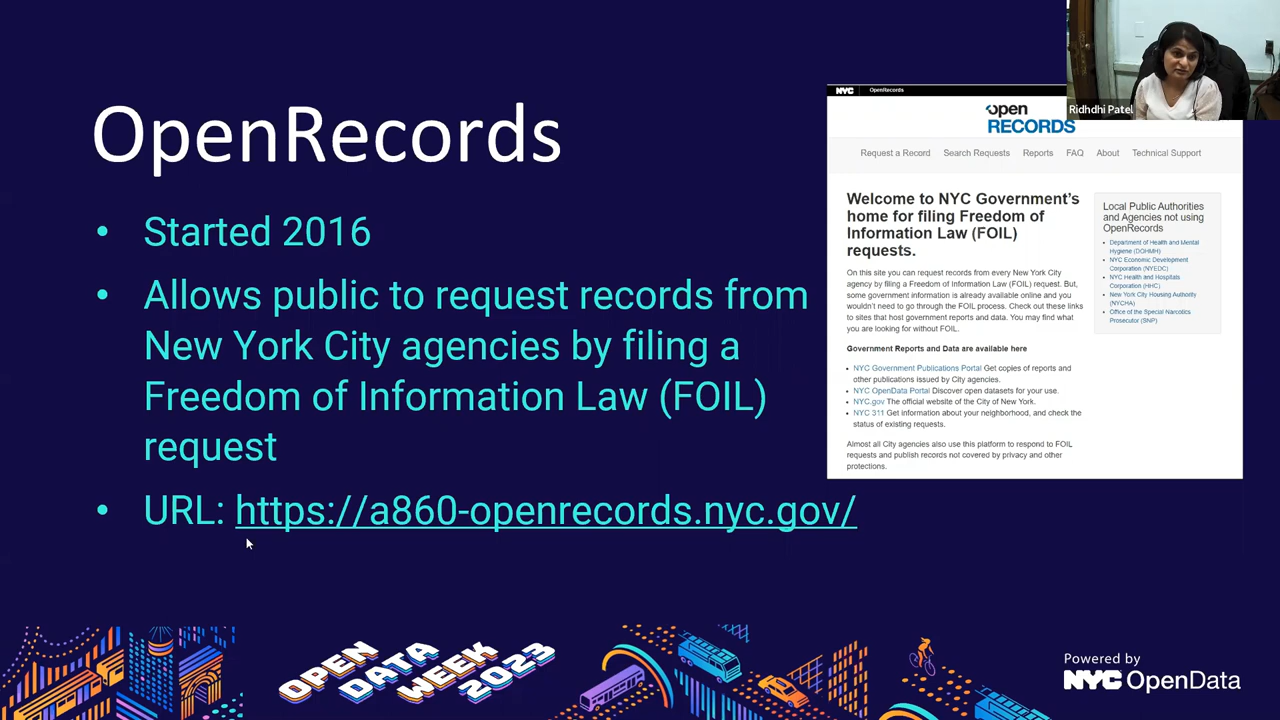 OpenRecords
• Started 2016
• Allows public to request records from
New York City agencies by filing a
Freedom of Information Law (FOIL)
request
• URL: https://a860-openrecords.nyc.gov/
Ridhdhi Patel
NYC OpenRecords
open
RECORDS
Request a Record Search Requests Reports FAQ About Technical Support
Welcome to NYC Government's
home for filing Freedom of
Information Law (FOIL)
requests.
On this site you can request records from every New York City
agency by filing a Freedom of Information Law (FOIL) request. But,
some government information is already available online and you
wouldn't need to go through the FOIL process. Check out these links
to sites that host government reports and data. You may find what
you are looking for without FOIL.
Government Reports and Data are available here
• NYC Government Publications Portal Get copies of reports and
other publications issued by City agencies.
• NYC OpenData Portal Discover open datasets for your use.
• NYC.gov The official website of the City of New York.
• NYC 311 Get information about your neighborhood, and check the
status of existing requests.
Almost all City agencies also use this platform to respond to FOIL
requests and publish records not covered by privacy and other
protections.
Local Public Authorities
and Agencies not using
OpenRecords
• Department of Health and Mental
Hygiene (DOHMH)
• NYC Economic Development
Corporation (NYEDC)
• NYC Health and Hospitals
Corporation (HHC)
• New York City Housing Authority
(NYCHA)
• Office of the Special Narcotics
Prosecutor (SNP)
OPEN
DATA
WEEK
2023
Powered by
NYC OpenData